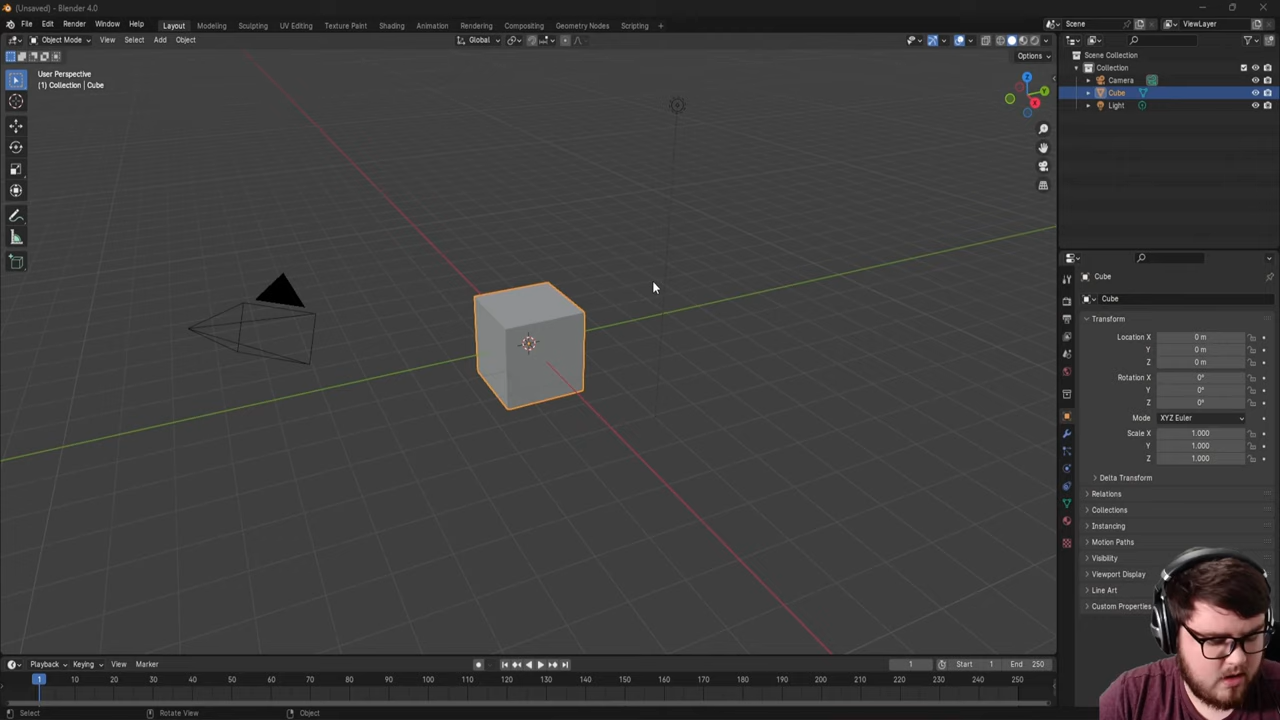 (Unsaved) - Blender 4.0
File Edit Render Window Help Layout Modeling Sculpting UV Editing Texture Paint Shading Animation Rendering Compositing Geometry Nodes Scripting + Scene ViewLayer
Object Mode View Select Add Object Global
Options
User Perspective
(1) Collection | Cube
Z
Y
X
Scene Collection
Collection
Camera
Cube
Light
Cube
Cube
Transform
Location X 0 m
Y 0 m
Z 0 m
Rotation X 0°
Y 0°
Z 0°
Mode XYZ Euler
Scale X 1.000
Y 1.000
Z 1.000
Delta Transform
Relations
Collections
Instancing
Motion Paths
Visibility
Viewport Display
Line Art
Custom Properties
Playback Keying View Marker 1 Start 1 End 250
1 10 20 30 40 50 60 70 80 90 100 110 120 130 140 150 160 170 180 190 200 210 220 230 240 250
Select Rotate View Object